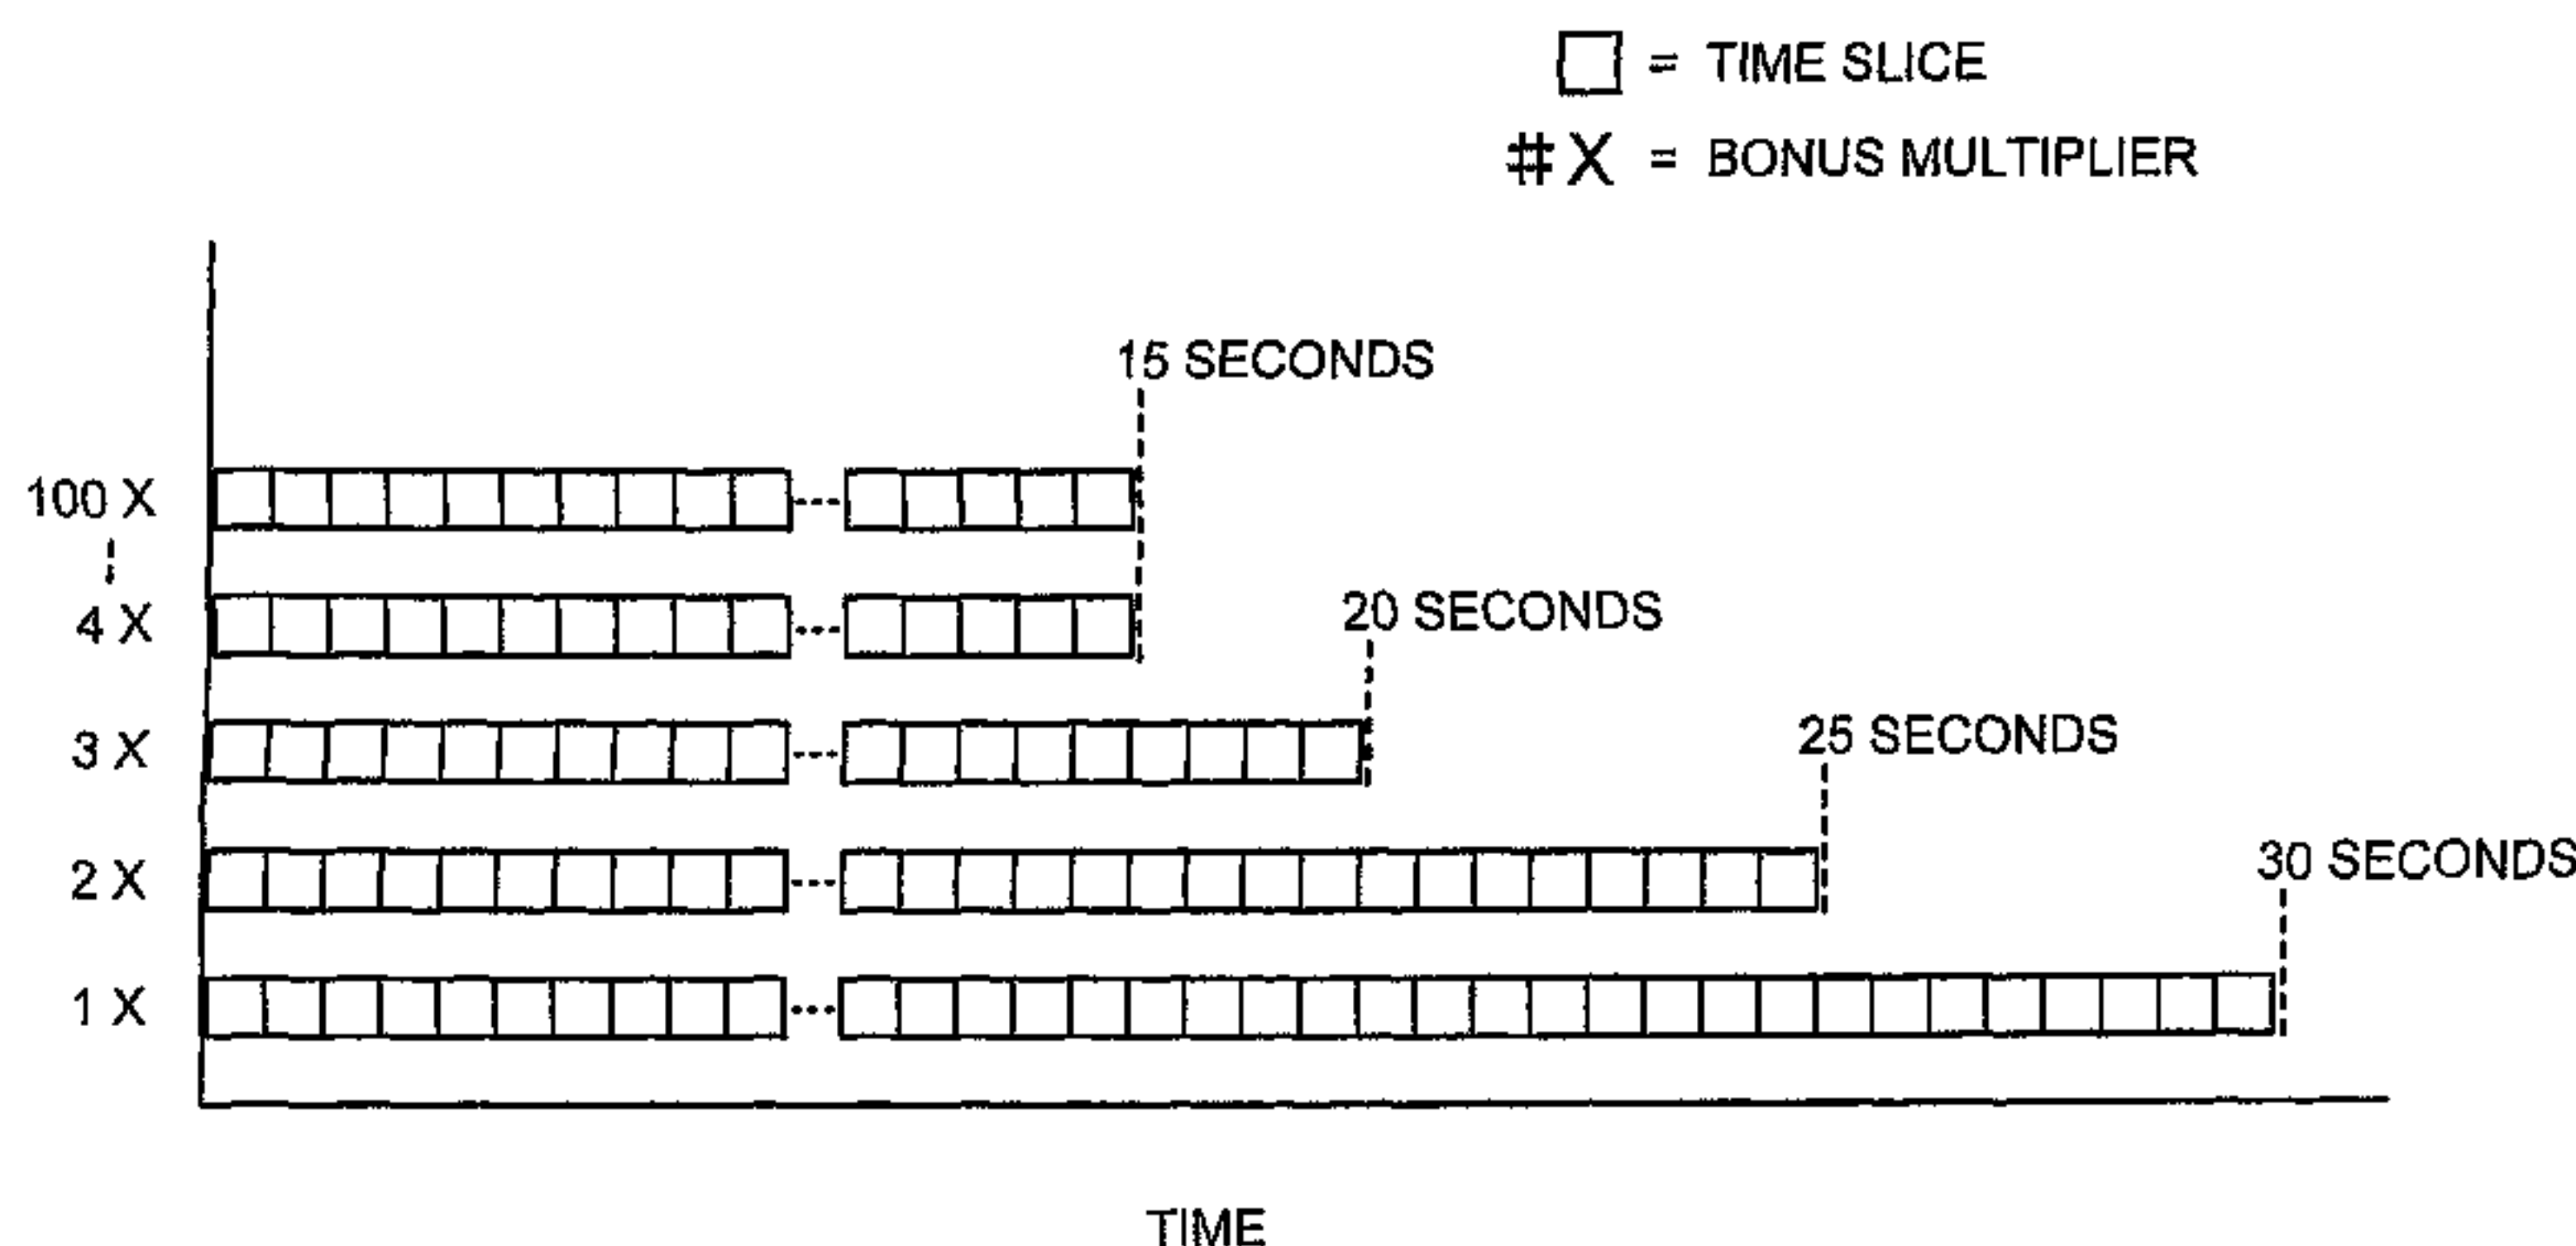 = TIME SLICE
#X = BONUS MULTIPLIER
15 SECONDS
100 X
4 X
20 SECONDS
3 X
25 SECONDS
2 X
30 SECONDS
1 X
TIME